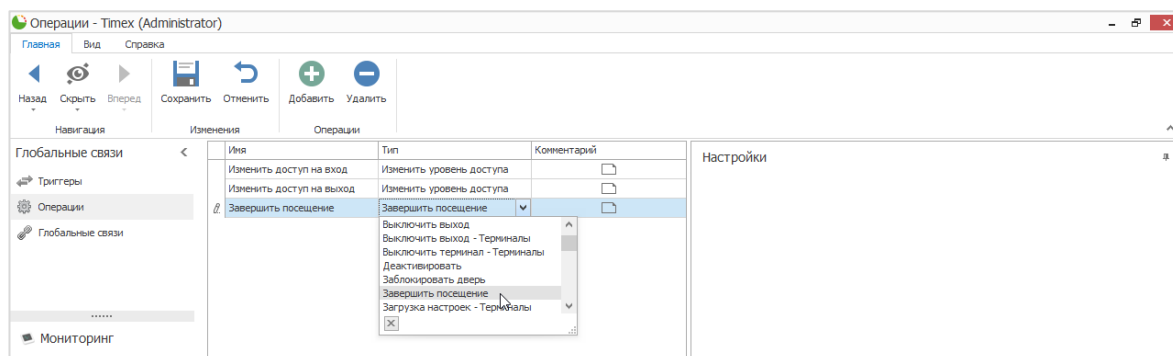 Операции - Timex (Administrator)
Главная Вид Справка
Назад Скрыть Вперед Сохранить Отменить Добавить Удалить
Навигация Изменения Операции
Глобальные связи
Триггеры
Операции
Глобальные связи
Мониторинг
Имя Тип Комментарий
Изменить доступ на вход Изменить уровень доступа
Изменить доступ на выход Изменить уровень доступа
Завершить посещение Завершить посещение
Выключить выход
Выключить выход - Терминалы
Выключить терминал - Терминалы
Деактивировать
Заблокировать дверь
Завершить посещение
Загрузка настроек - Терминалы
Настройки